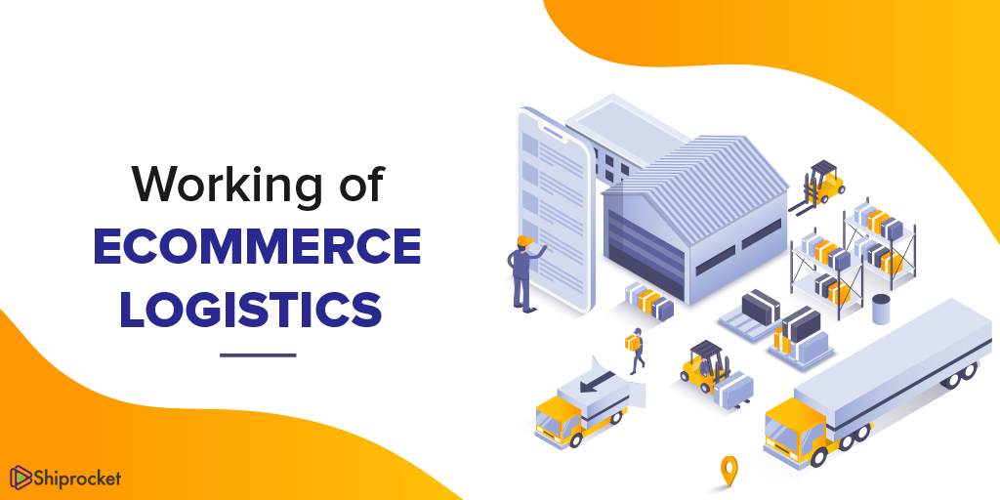 Working of
ECOMMERCE
LOGISTICS
Shiprocket